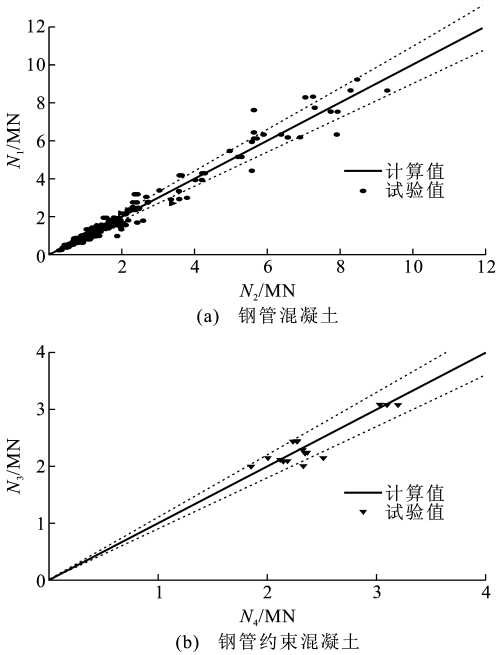 12
10
8
6
4
2
0
N₁/MN
计算值
试验值
2 4 6 8 10 12
N₂/MN
(a) 钢管混凝土
4
3
2
1
0
N₃/MN
计算值
试验值
1 2 3 4
N₄/MN
(b) 钢管约束混凝土